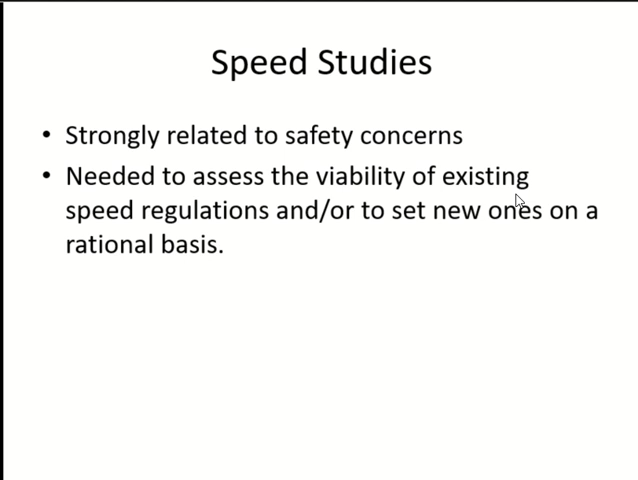 Speed Studies
• Strongly related to safety concerns
• Needed to assess the viability of existing
speed regulations and/or to set new ones on a
rational basis.